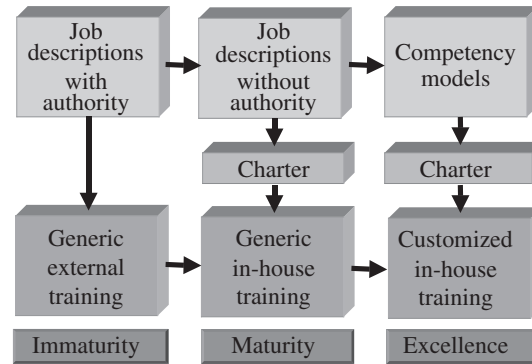 Job
descriptions
with
authority
Job
descriptions
without
authority
Competency
models
Charter
Charter
Generic
external
training
Generic
in-house
training
Customized
in-house
training
Immaturity
Maturity
Excellence